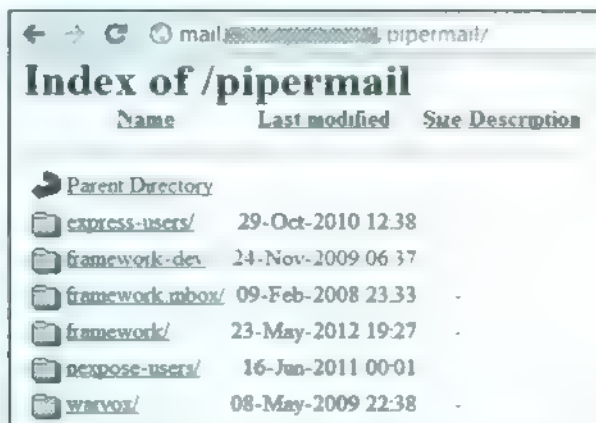 mail. pipermail/
Index of /pipermail
Name Last modified Size Description
Parent Directory
express-users/ 29-Oct-2010 12:38
framework-dev 24-Nov-2009 06:37
framework.mbox/ 09-Feb-2008 23:33 -
framework/ 23-May-2012 19:27 -
nexpose-users/ 16-Jun-2011 00:01
warvox/ 08-May-2009 22:38 -